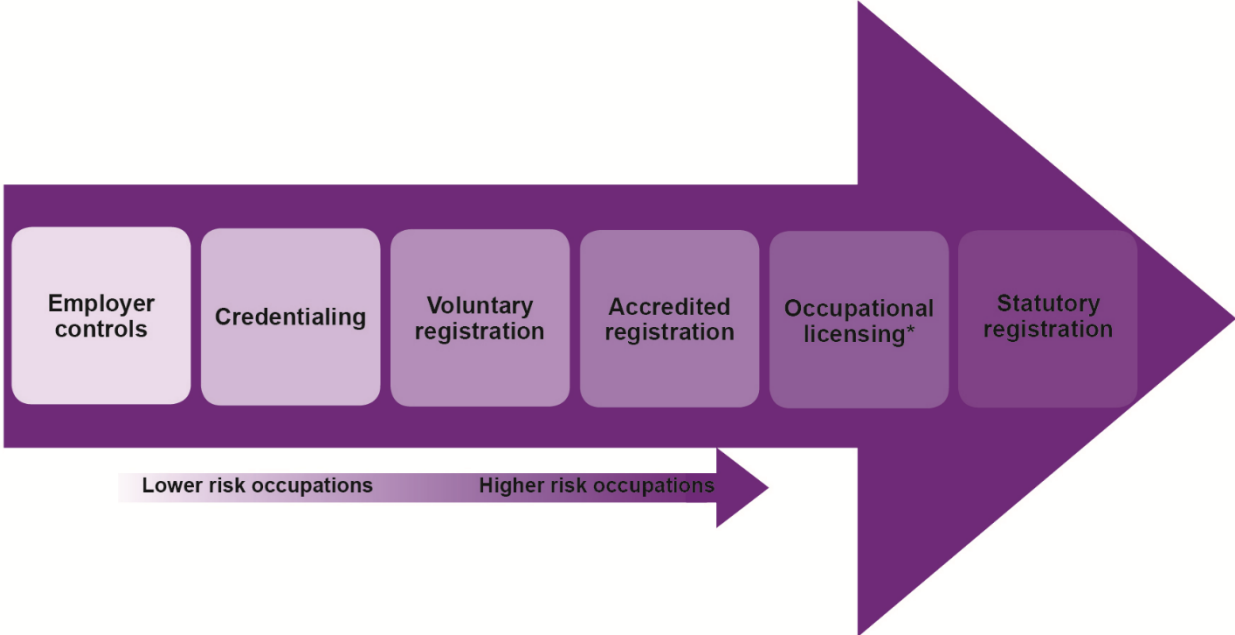 Employer
controls
Credentialing
Voluntary
registration
Accredited
registration
Occupational
licensing*
Statutory
registration
Lower risk occupations
Higher risk occupations